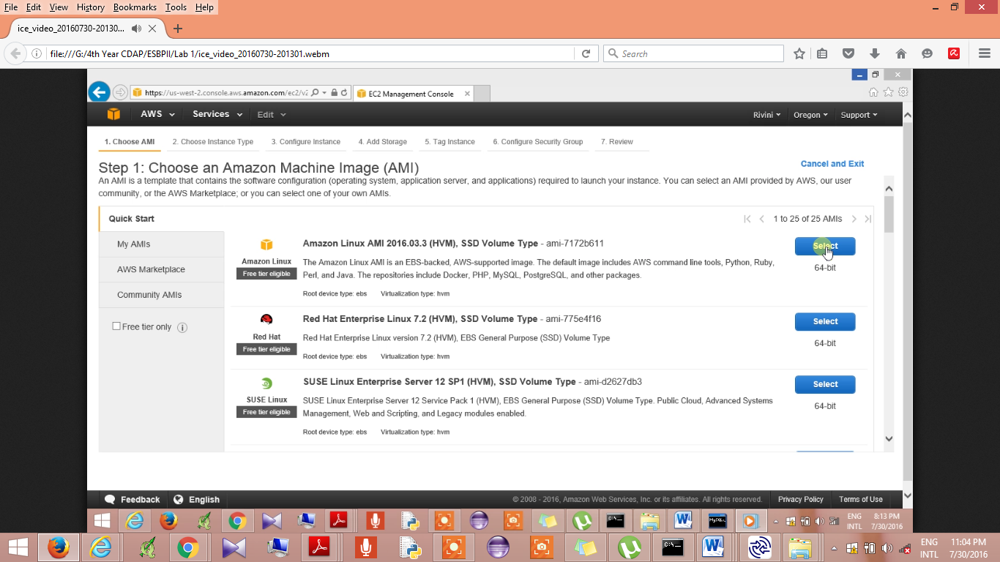 File Edit View History Bookmarks Tools Help
ice_video_20160730-20130...
file:///G:/4th Year CDAP/ESBPII/Lab 1/ice_video_20160730-201301.webm
Search
https://us-west-2.console.aws.amazon.com/ec2/v2
EC2 Management Console
AWS Services Edit Rivini Oregon Support
1. Choose AMI 2. Choose Instance Type 3. Configure Instance 4. Add Storage 5. Tag Instance 6. Configure Security Group 7. Review
Step 1: Choose an Amazon Machine Image (AMI)
Cancel and Exit
An AMI is a template that contains the software configuration (operating system, application server, and applications) required to launch your instance. You can select an AMI provided by AWS, our user
community, or the AWS Marketplace; or you can select one of your own AMIs.
Quick Start
1 to 25 of 25 AMIs
My AMIs
AWS Marketplace
Community AMIs
Free tier only
Amazon Linux
Free tier eligible
Amazon Linux AMI 2016.03.3 (HVM), SSD Volume Type - ami-7172b611
The Amazon Linux AMI is an EBS-backed, AWS-supported image. The default image includes AWS command line tools, Python, Ruby,
Perl, and Java. The repositories include Docker, PHP, MySQL, PostgreSQL, and other packages.
Root device type: ebs Virtualization type: hvm
Select
64-bit
Red Hat
Free tier eligible
Red Hat Enterprise Linux 7.2 (HVM), SSD Volume Type - ami-775e4f16
Red Hat Enterprise Linux version 7.2 (HVM), EBS General Purpose (SSD) Volume Type
Root device type: ebs Virtualization type: hvm
Select
64-bit
SUSE Linux
Free tier eligible
SUSE Linux Enterprise Server 12 SP1 (HVM), SSD Volume Type - ami-d2627db3
SUSE Linux Enterprise Server 12 Service Pack 1 (HVM), EBS General Purpose (SSD) Volume Type. Public Cloud, Advanced Systems
Management, Web and Scripting, and Legacy modules enabled.
Root device type: ebs Virtualization type: hvm
Select
64-bit
Feedback English
© 2008 - 2016, Amazon Web Services, Inc. or its affiliates. All rights reserved. Privacy Policy Terms of Use
ENG 8:13 PM
INTL 7/30/2016
ENG 11:04 PM
INTL 7/30/2016